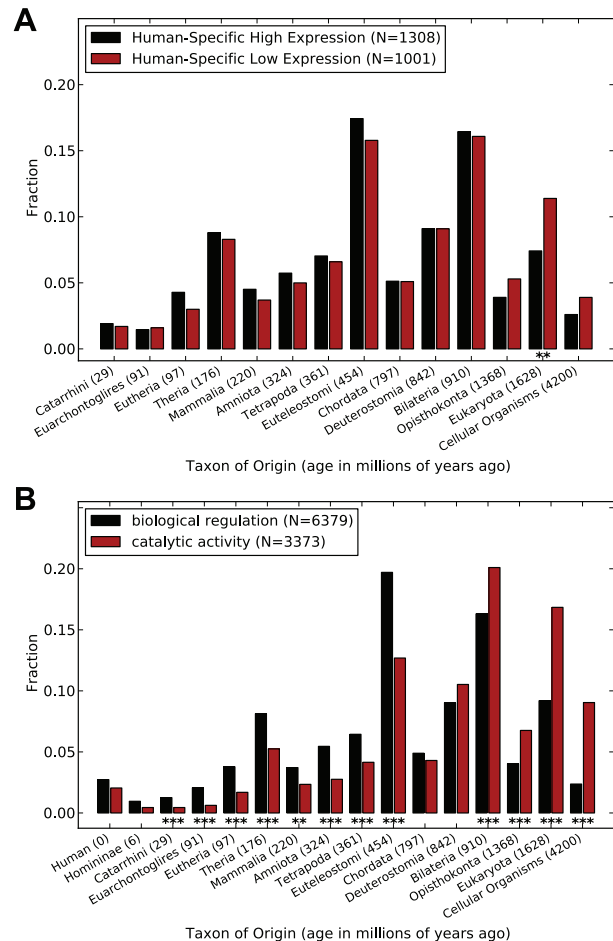 A
Human-Specific High Expression (N=1308)
Human-Specific Low Expression (N=1001)
0.20
0.15
0.10
0.05
0.00
Fraction
**
Catarrhini (29)
Euarchontoglires (91)
Eutheria (97)
Theria (176)
Mammalia (220)
Amniota (324)
Tetrapoda (361)
Euteleostomi (454)
Chordata (797)
Deuterostomia (842)
Bilateria (910)
Opisthokonta (1368)
Eukaryota (1628)
Cellular Organisms (4200)
Taxon of Origin (age in millions of years ago)
B
biological regulation (N=6379)
catalytic activity (N=3373)
0.20
0.15
0.10
0.05
0.00
Fraction
*** *** *** *** ** *** *** *** *** *** *** ***
Human (0)
Homininae (6)
Catarrhini (29)
Euarchontoglires (91)
Eutheria (97)
Theria (176)
Mammalia (220)
Amniota (324)
Tetrapoda (361)
Euteleostomi (454)
Chordata (797)
Deuterostomia (842)
Bilateria (910)
Opisthokonta (1368)
Eukaryota (1628)
Cellular Organisms (4200)
Taxon of Origin (age in millions of years ago)